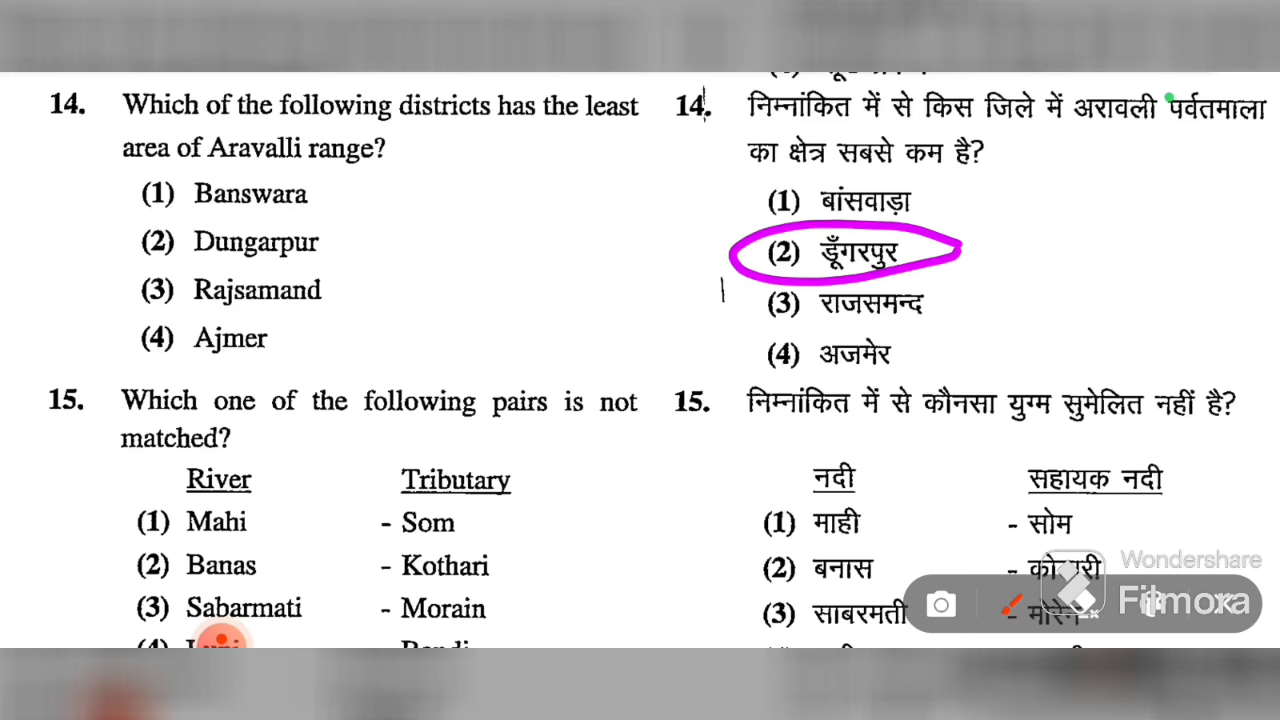 14. Which of the following districts has the least
area of Aravalli range?
(1) Banswara
(2) Dungarpur
(3) Rajsamand
(4) Ajmer
15. Which one of the following pairs is not
matched?
River Tributary
(1) Mahi - Som
(2) Banas - Kothari
(3) Sabarmati - Morain
14. निम्नांकित में से किस जिले में अरावली पर्वतमाला
का क्षेत्र सबसे कम है?
(1) बांसवाड़ा
(2) डूँगरपुर
(3) राजसमन्द
(4) अजमेर
15. निम्नांकित में से कौनसा युग्म सुमेलित नहीं है?
नदी सहायक नदी
(1) माही - सोम
(2) बनास -
(3) साबरमती -
Wondershare
Filmora